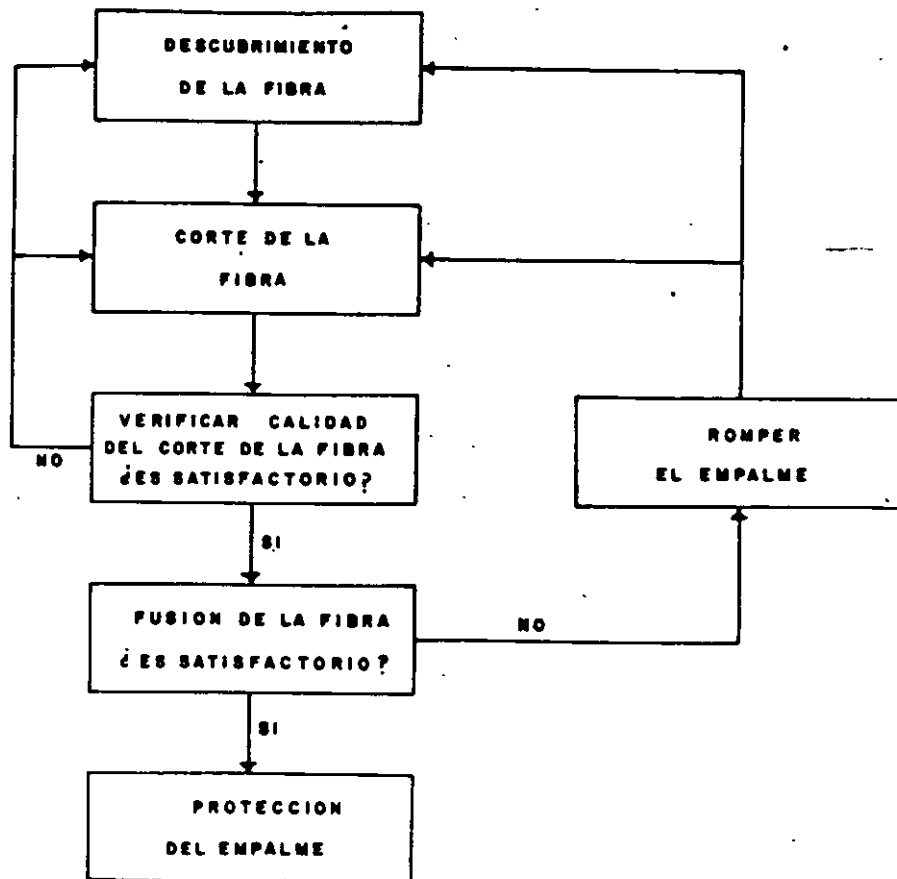 DESCUBRIMIENTO
DE LA FIBRA
CORTE DE LA
FIBRA
VERIFICAR CALIDAD
DEL CORTE DE LA FIBRA
¿ES SATISFACTORIO?
NO
ROMPER
EL EMPALME
SI
FUSION DE LA FIBRA
¿ES SATISFACTORIO?
NO
SI
PROTECCION
DEL EMPALME